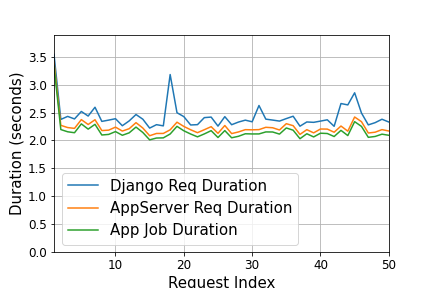 Duration (seconds)
3.5
3.0
2.5
2.0
1.5
1.0
0.5
0.0
Django Req Duration
AppServer Req Duration
App Job Duration
10 20 30 40 50
Request Index